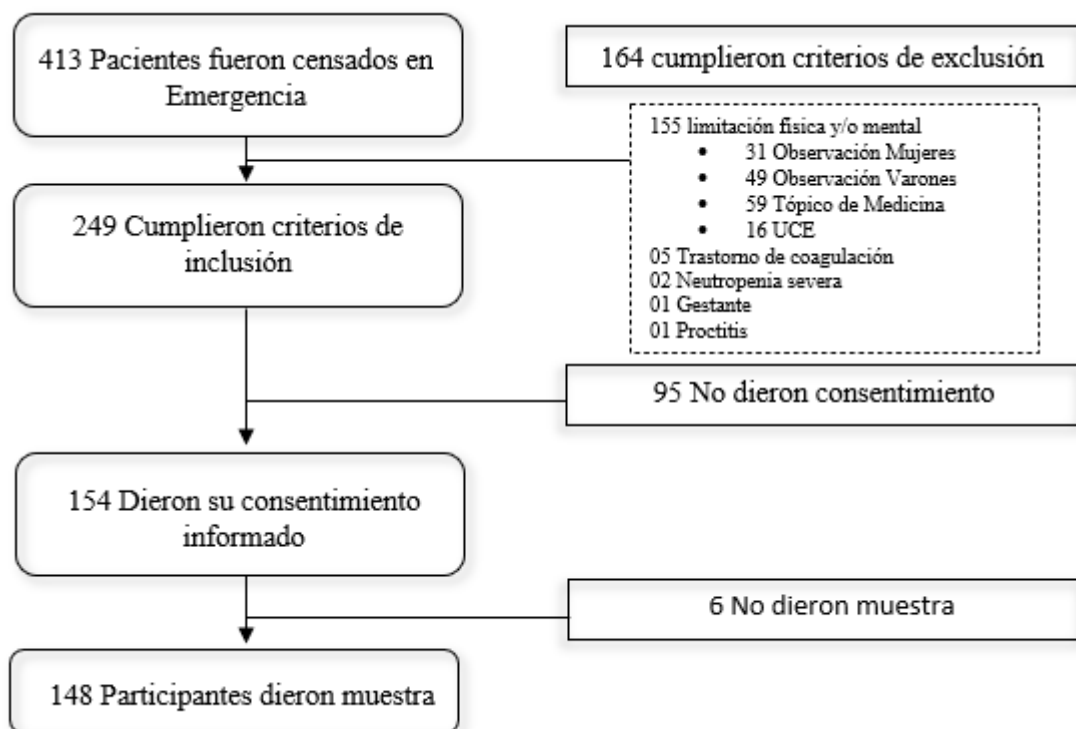 413 Pacientes fueron censados en
Emergencia
164 cumplieron criterios de exclusión
155 limitación física y/o mental
• 31 Observación Mujeres
• 49 Observación Varones
• 59 Tópico de Medicina
• 16 UCE
05 Trastorno de coagulación
02 Neutropenia severa
01 Gestante
01 Proctitis
249 Cumplieron criterios de
inclusión
95 No dieron consentimiento
154 Dieron su consentimiento
informado
6 No dieron muestra
148 Participantes dieron muestra